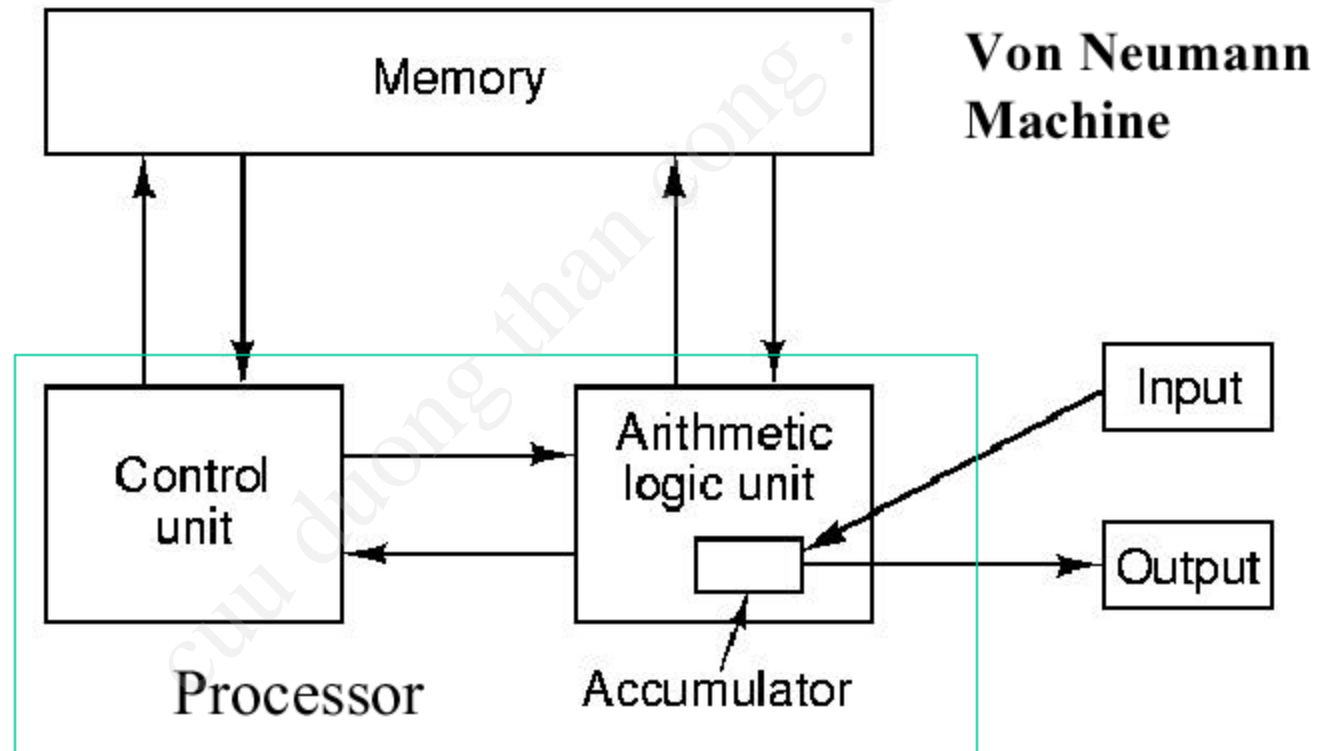 Memory
Von Neumann
Machine
Control
unit
Arithmetic
logic unit
Input
Output
Processor
Accumulator
cuu duong than cong .